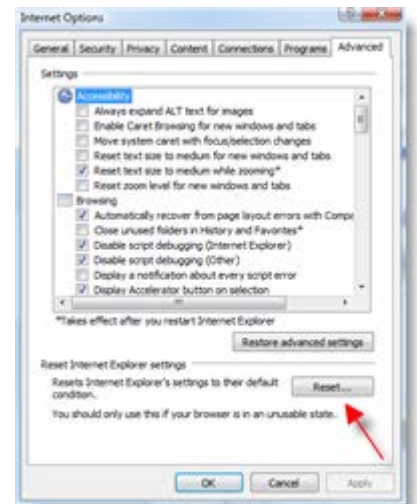 Internet Options
General Security Privacy Content Connections Programs Advanced
Settings
Accessibility
Always expand ALT text for images
Enable Caret Browsing for new windows and tabs
Move system caret with focus/selection changes
Reset text size to medium for new windows and tabs
Reset text size to medium while zooming*
Reset zoom level for new windows and tabs
Browsing
Automatically recover from page layout errors with Compa
Close unused folders in History and Favorites*
Disable script debugging (Internet Explorer)
Disable script debugging (Other)
Display a notification about every script error
Display Accelerator button on selection
*Takes effect after you restart Internet Explorer
Restore advanced settings
Reset Internet Explorer settings
Resets Internet Explorer's settings to their default
condition.
Reset...
You should only use this if your browser is in an unusable state.
OK Cancel Apply